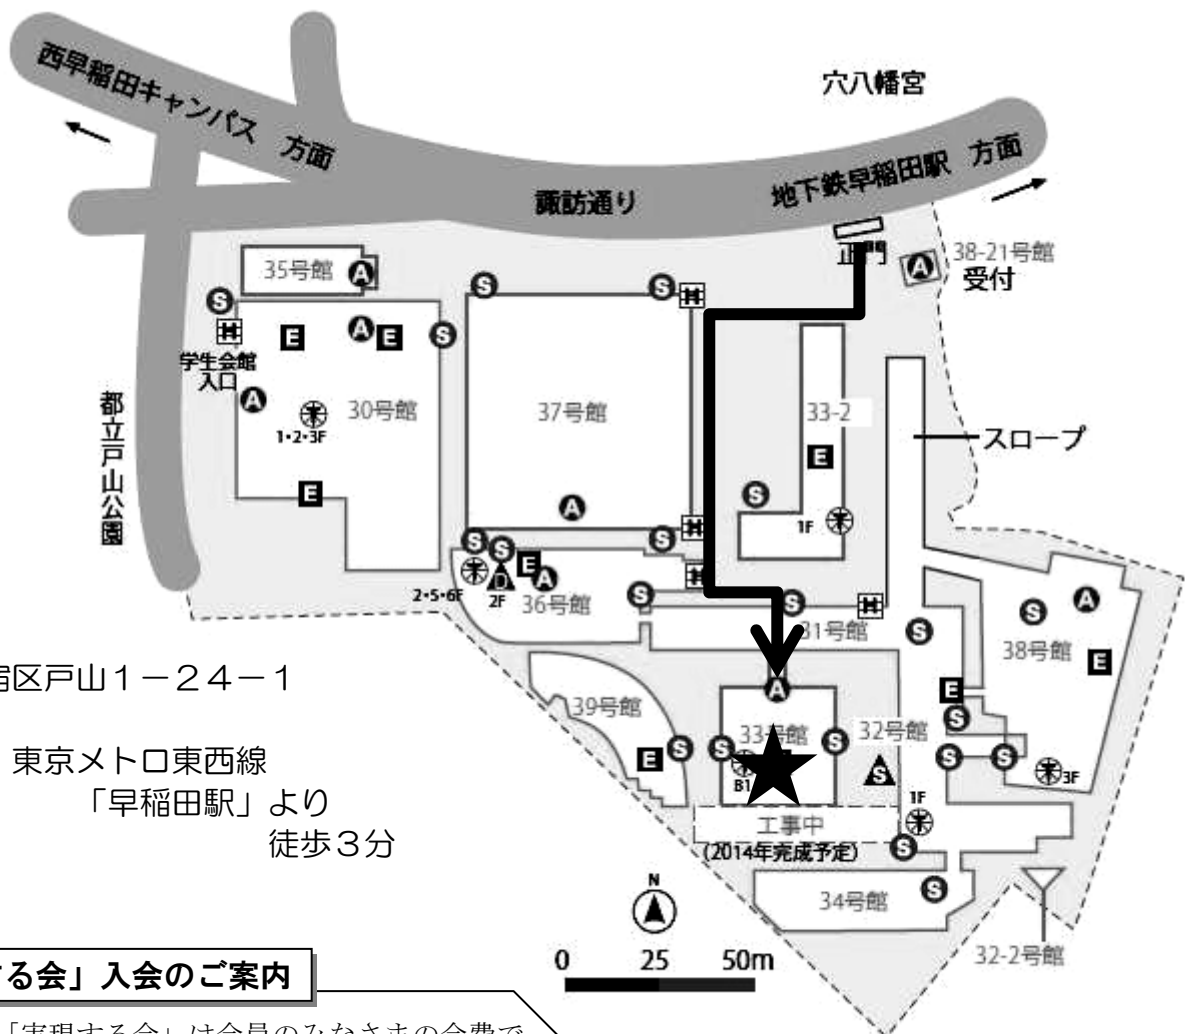 西早稲田キャンパス 方面
穴八幡宮
諏訪通り
地下鉄早稲田駅 方面
正門
38-21号館
受付
35号館
A
S
S
S
H
H
E
A
E
S
A
学生会館
入口
A
30号館
1・2・3F
E
37号館
A
33-2
E
S
1F
スロープ
都立戸山公園
S
S
S
H
H
E
D
A
2・5・6F
2F
36号館
S
S
H
31号館
S
S
A
38号館
E
39号館
E
S
A
33号館
S
S
B1
32号館
S
E
S
S
S
3F
1F
工事中
(2014年完成予定)
S
34号館
S
32-2号館
区戸山１－２４－１
東京メトロ東西線
「早稲田駅」より
徒歩３分
N
0 25 50m
る会」入会のご案内
「実現する会」は会員のみなさまの会費で